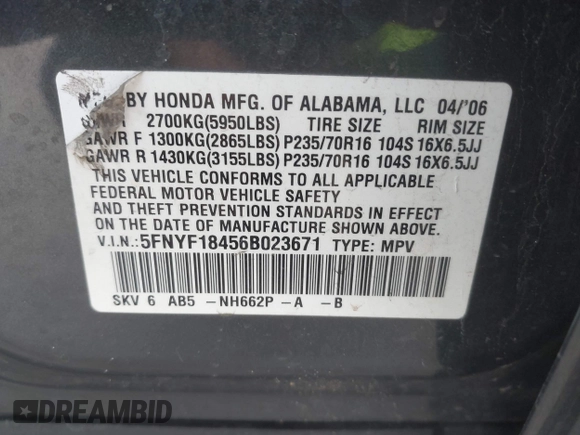 BY HONDA MFG. OF ALABAMA, LLC 04/'06
2700KG(5950LBS) TIRE SIZE RIM SIZE
GAWR F 1300KG(2865LBS) P235/70R16 104S 16X6.5JJ
GAWR R 1430KG(3155LBS) P235/70R16 104S 16X6.5JJ
THIS VEHICLE CONFORMS TO ALL APPLICABLE
FEDERAL MOTOR VEHICLE SAFETY
AND THEFT PREVENTION STANDARDS IN EFFECT
ON THE DATE OF MANUFACTURE SHOWN ABOVE.
V.I.N.: 5FNYF18456B023671 TYPE: MPV
SKV 6 AB5 -NH662P -A -B
DREAMBID